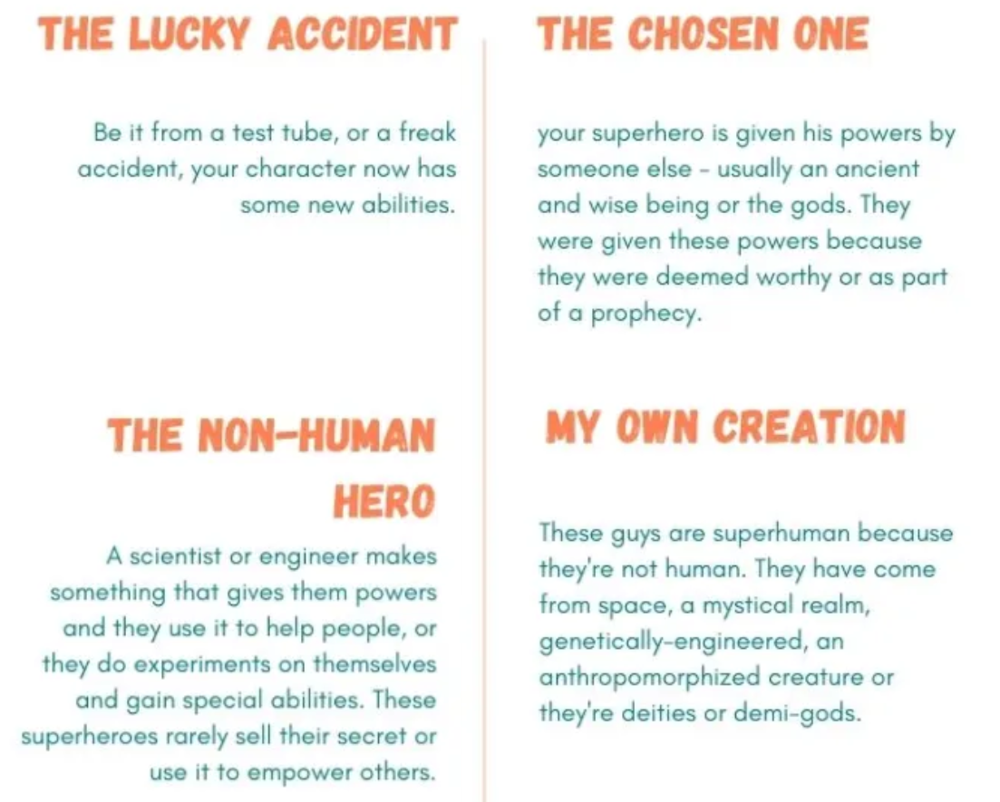 THE LUCKY ACCIDENT
Be it from a test tube, or a freak
accident, your character now has
some new abilities.
THE CHOSEN ONE
your superhero is given his powers by
someone else - usually an ancient
and wise being or the gods. They
were given these powers because
they were deemed worthy or as part
of a prophecy.
THE NON-HUMAN
HERO
A scientist or engineer makes
something that gives them powers
and they use it to help people, or
they do experiments on themselves
and gain special abilities. These
superheroes rarely sell their secret or
use it to empower others.
MY OWN CREATION
These guys are superhuman because
they're not human. They have come
from space, a mystical realm,
genetically-engineered, an
anthropomorphized creature or
they're deities or demi-gods.